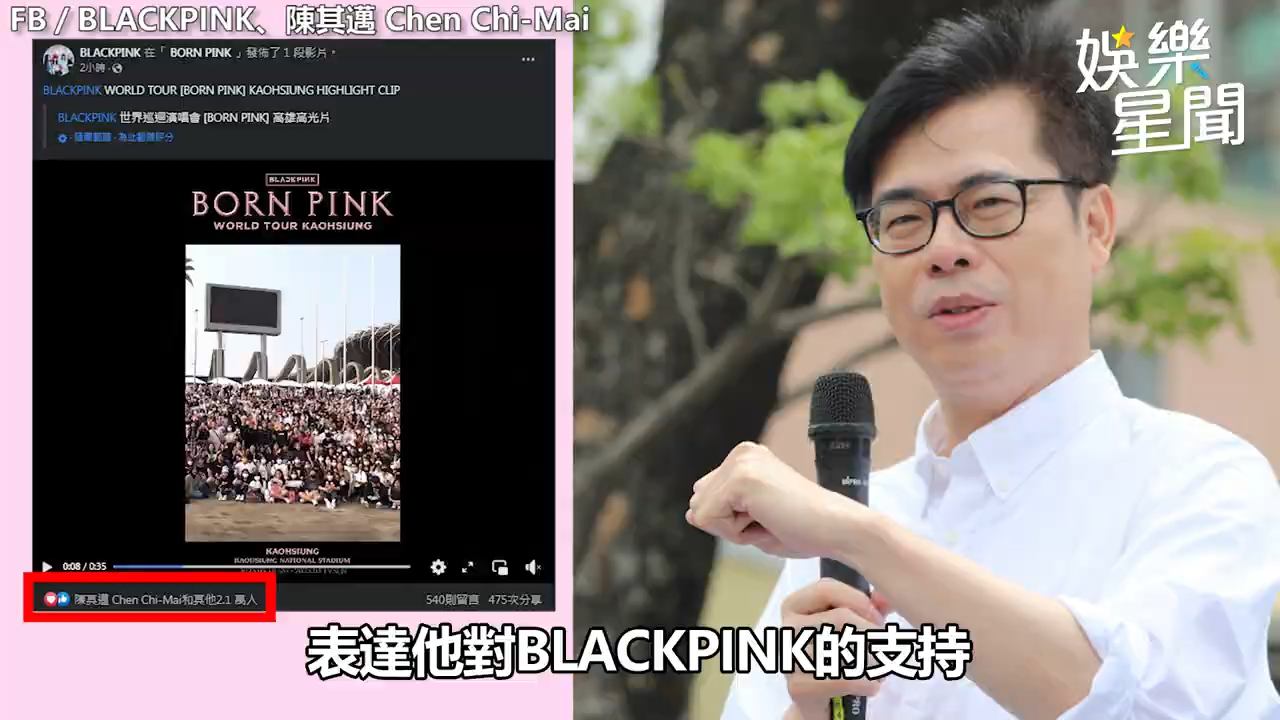 FB / BLACKPINK、陳其邁 Chen Chi-Mai
娛樂
星聞
BLACKPINK 在「 BORN PINK 」發佈了 1 段影片。
2小時
BLACKPINK WORLD TOUR [BORN PINK] KAOHSIUNG HIGHLIGHT CLIP
BLACKPINK 世界巡迴演唱會 [BORN PINK] 高雄高光片
BLACKPINK
BORN PINK
WORLD TOUR KAOHSIUNG
KAOHSIUNG
KAOHSIUNG NATIONAL STADIUM
0:08 / 0:35
陳其邁 Chen Chi-Mai和其他2.1 萬人
540則留言 475次分享
表達他對BLACKPINK的支持